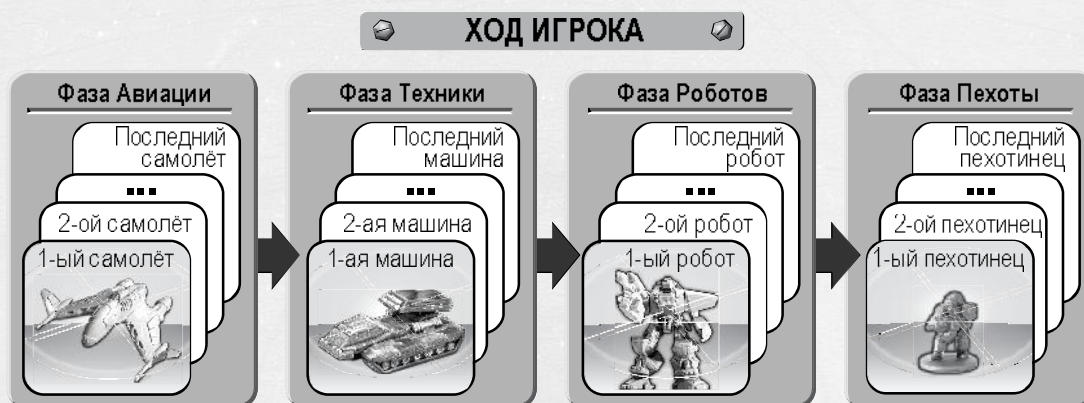 ХОД ИГРОКА
Фаза Авиации
Последний
самолёт
...
2-ой самолёт
1-ый самолёт
Фаза Техники
Последний
машина
...
2-ая машина
1-ая машина
Фаза Роботов
Последний
робот
...
2-ой робот
1-ый робот
Фаза Пехоты
Последний
пехотинец
...
2-ой пехотинец
1-ый пехотинец